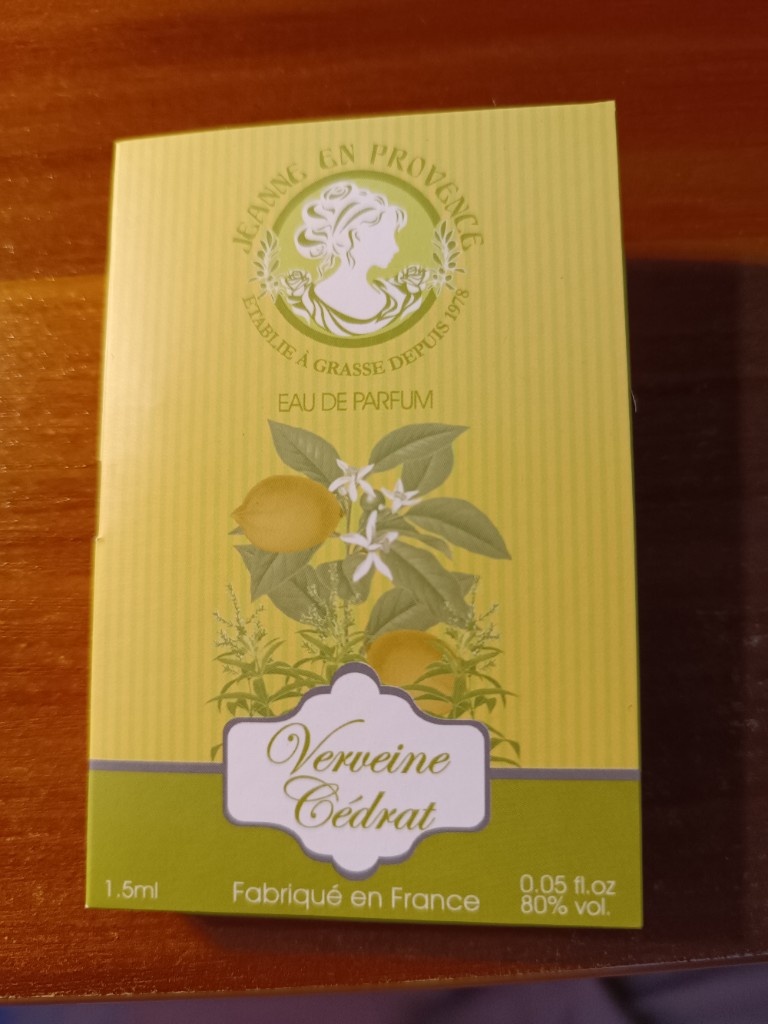 JEANNE EN PROVENCE
ÉTABLIE À GRASSE DEPUIS 1978
EAU DE PARFUM
Verveine
Cédrat
1.5ml
Fabriqué en France
0.05 fl.oz
80% vol.